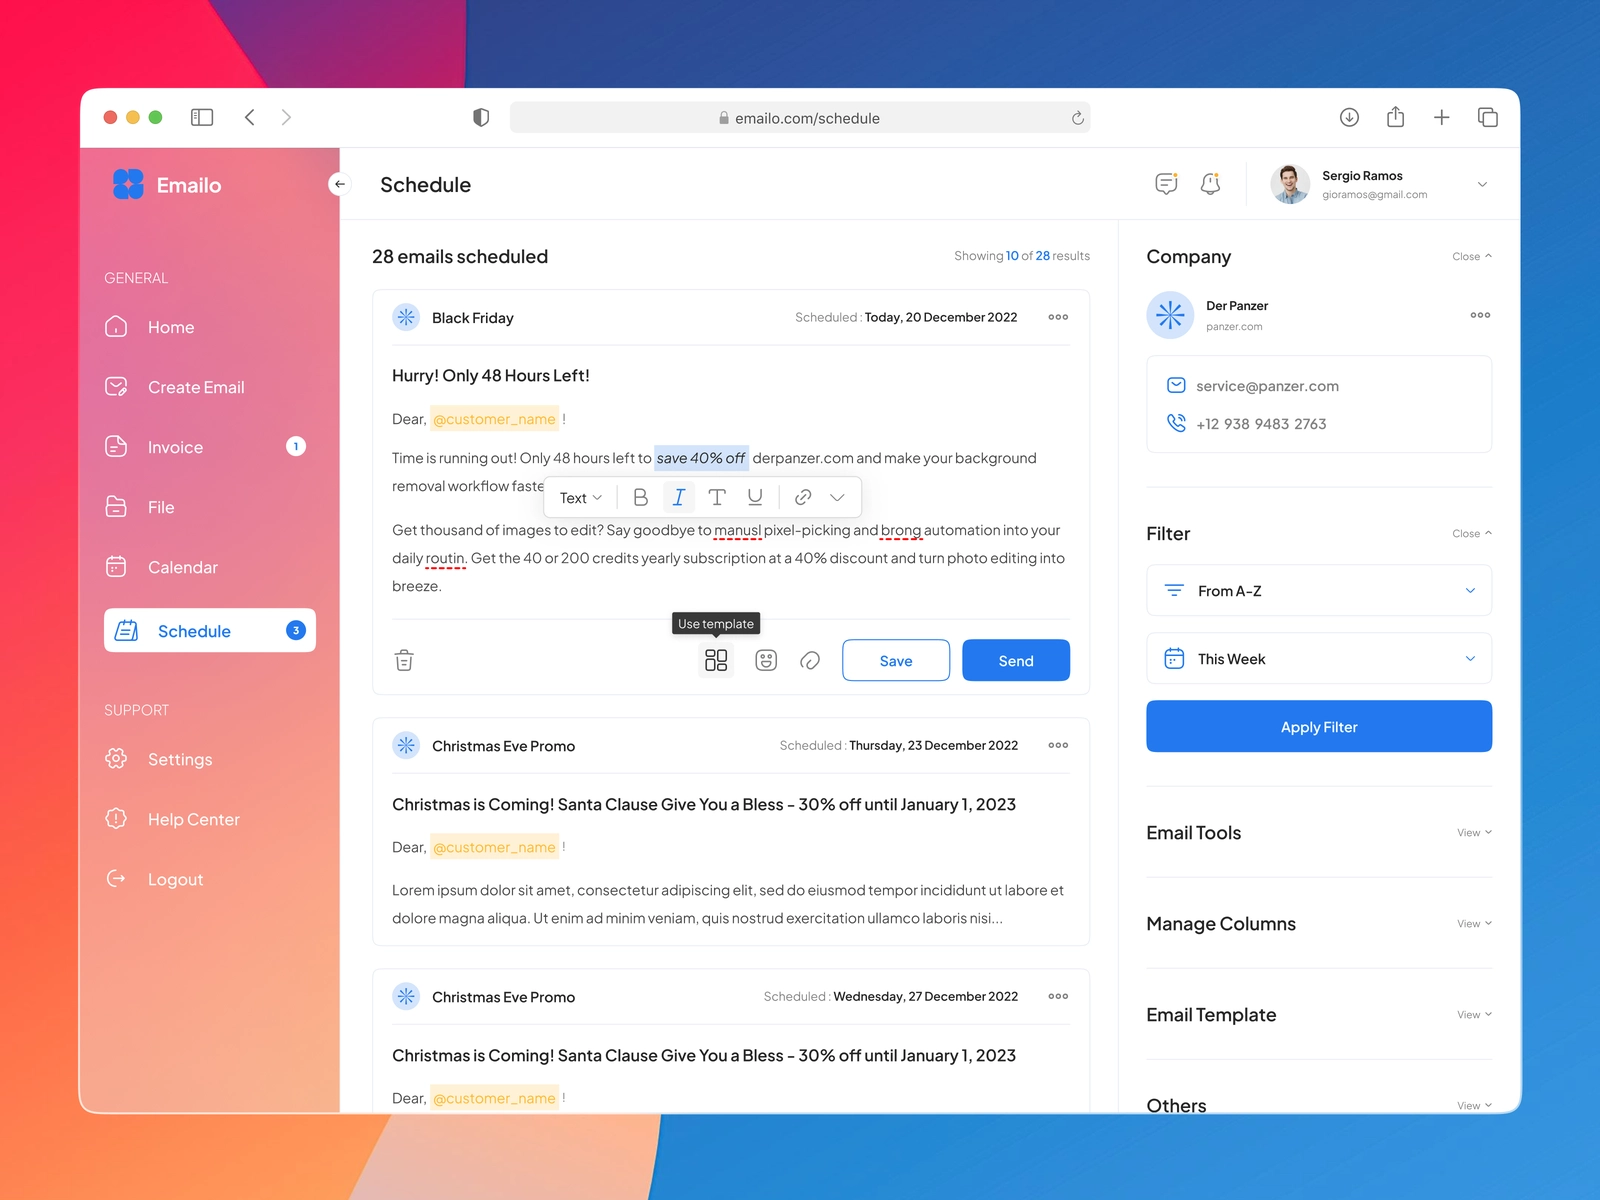 emailo.com/schedule
Emailo
Schedule
Sergio Ramos
gioramos@gmail.com
GENERAL
Home
Create Email
Invoice
1
File
Calendar
Schedule
3
SUPPORT
Settings
Help Center
Logout
28 emails scheduled
Showing 10 of 28 results
Black Friday
Scheduled : Today, 20 December 2022
Hurry! Only 48 Hours Left!
Dear, @customer_name !
Time is running out! Only 48 hours left to save 40% off derpanzer.com and make your background
removal workflow faste
Text B I T U
Get thousand of images to edit? Say goodbye to manusl pixel-picking and brong automation into your
daily routin. Get the 40 or 200 credits yearly subscription at a 40% discount and turn photo editing into
breeze.
Use template
Save
Send
Christmas Eve Promo
Scheduled : Thursday, 23 December 2022
Christmas is Coming! Santa Clause Give You a Bless - 30% off until January 1, 2023
Dear, @customer_name !
Lorem ipsum dolor sit amet, consectetur adipiscing elit, sed do eiusmod tempor incididunt ut labore et
dolore magna aliqua. Ut enim ad minim veniam, quis nostrud exercitation ullamco laboris nisi...
Christmas Eve Promo
Scheduled : Wednesday, 27 December 2022
Christmas is Coming! Santa Clause Give You a Bless - 30% off until January 1, 2023
Dear, @customer_name !
Company
Close
Der Panzer
panzer.com
service@panzer.com
+12 938 9483 2763
Filter
Close
From A-Z
This Week
Apply Filter
Email Tools
View
Manage Columns
View
Email Template
View
Others
View